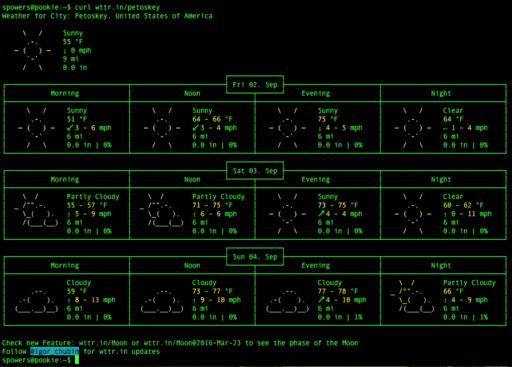 spowers@pookie:~$ curl wttr.in/petoskey
Weather for City: Petoskey, United States of America
Sunny
55 °F
↓ 0 mph
9 mi
0.0 in
Fri 02. Sep
Morning Noon Evening Night
Sunny Sunny Sunny Clear
51 °F 64 – 66 °F 75 °F 64 °F
↙ 3 – 6 mph ↙ 3 – 4 mph ↓ 4 – 5 mph ← 1 – 4 mph
6 mi 6 mi 6 mi 6 mi
0.0 in | 0% 0.0 in | 0% 0.0 in | 0% 0.0 in | 0%
Sat 03. Sep
Morning Noon Evening Night
Partly Cloudy Partly Cloudy Sunny Clear
55 – 57 °F 71 – 75 °F 73 – 75 °F 60 – 62 °F
↑ 5 – 9 mph ↑ 6 – 6 mph ↗ 4 – 4 mph ↑ 0 – 11 mph
6 mi 6 mi 6 mi 6 mi
0.0 in | 0% 0.0 in | 0% 0.0 in | 0% 0.0 in | 0%
Sun 04. Sep
Morning Noon Evening Night
Cloudy Cloudy Cloudy Partly Cloudy
59 °F 73 – 77 °F 77 – 78 °F 66 °F
↑ 8 – 13 mph ↑ 9 – 10 mph ↗ 4 – 10 mph ↑ 4 – 9 mph
6 mi 6 mi 6 mi 6 mi
0.0 in | 0% 0.0 in | 0% 0.0 in | 1% 0.0 in | 1%
Check new Feature: wttr.in/Moon or wttr.in/Moon@2016-Mar-23 to see the phase of the Moon
Follow @igor_chubin for wttr.in updates
spowers@pookie:~$